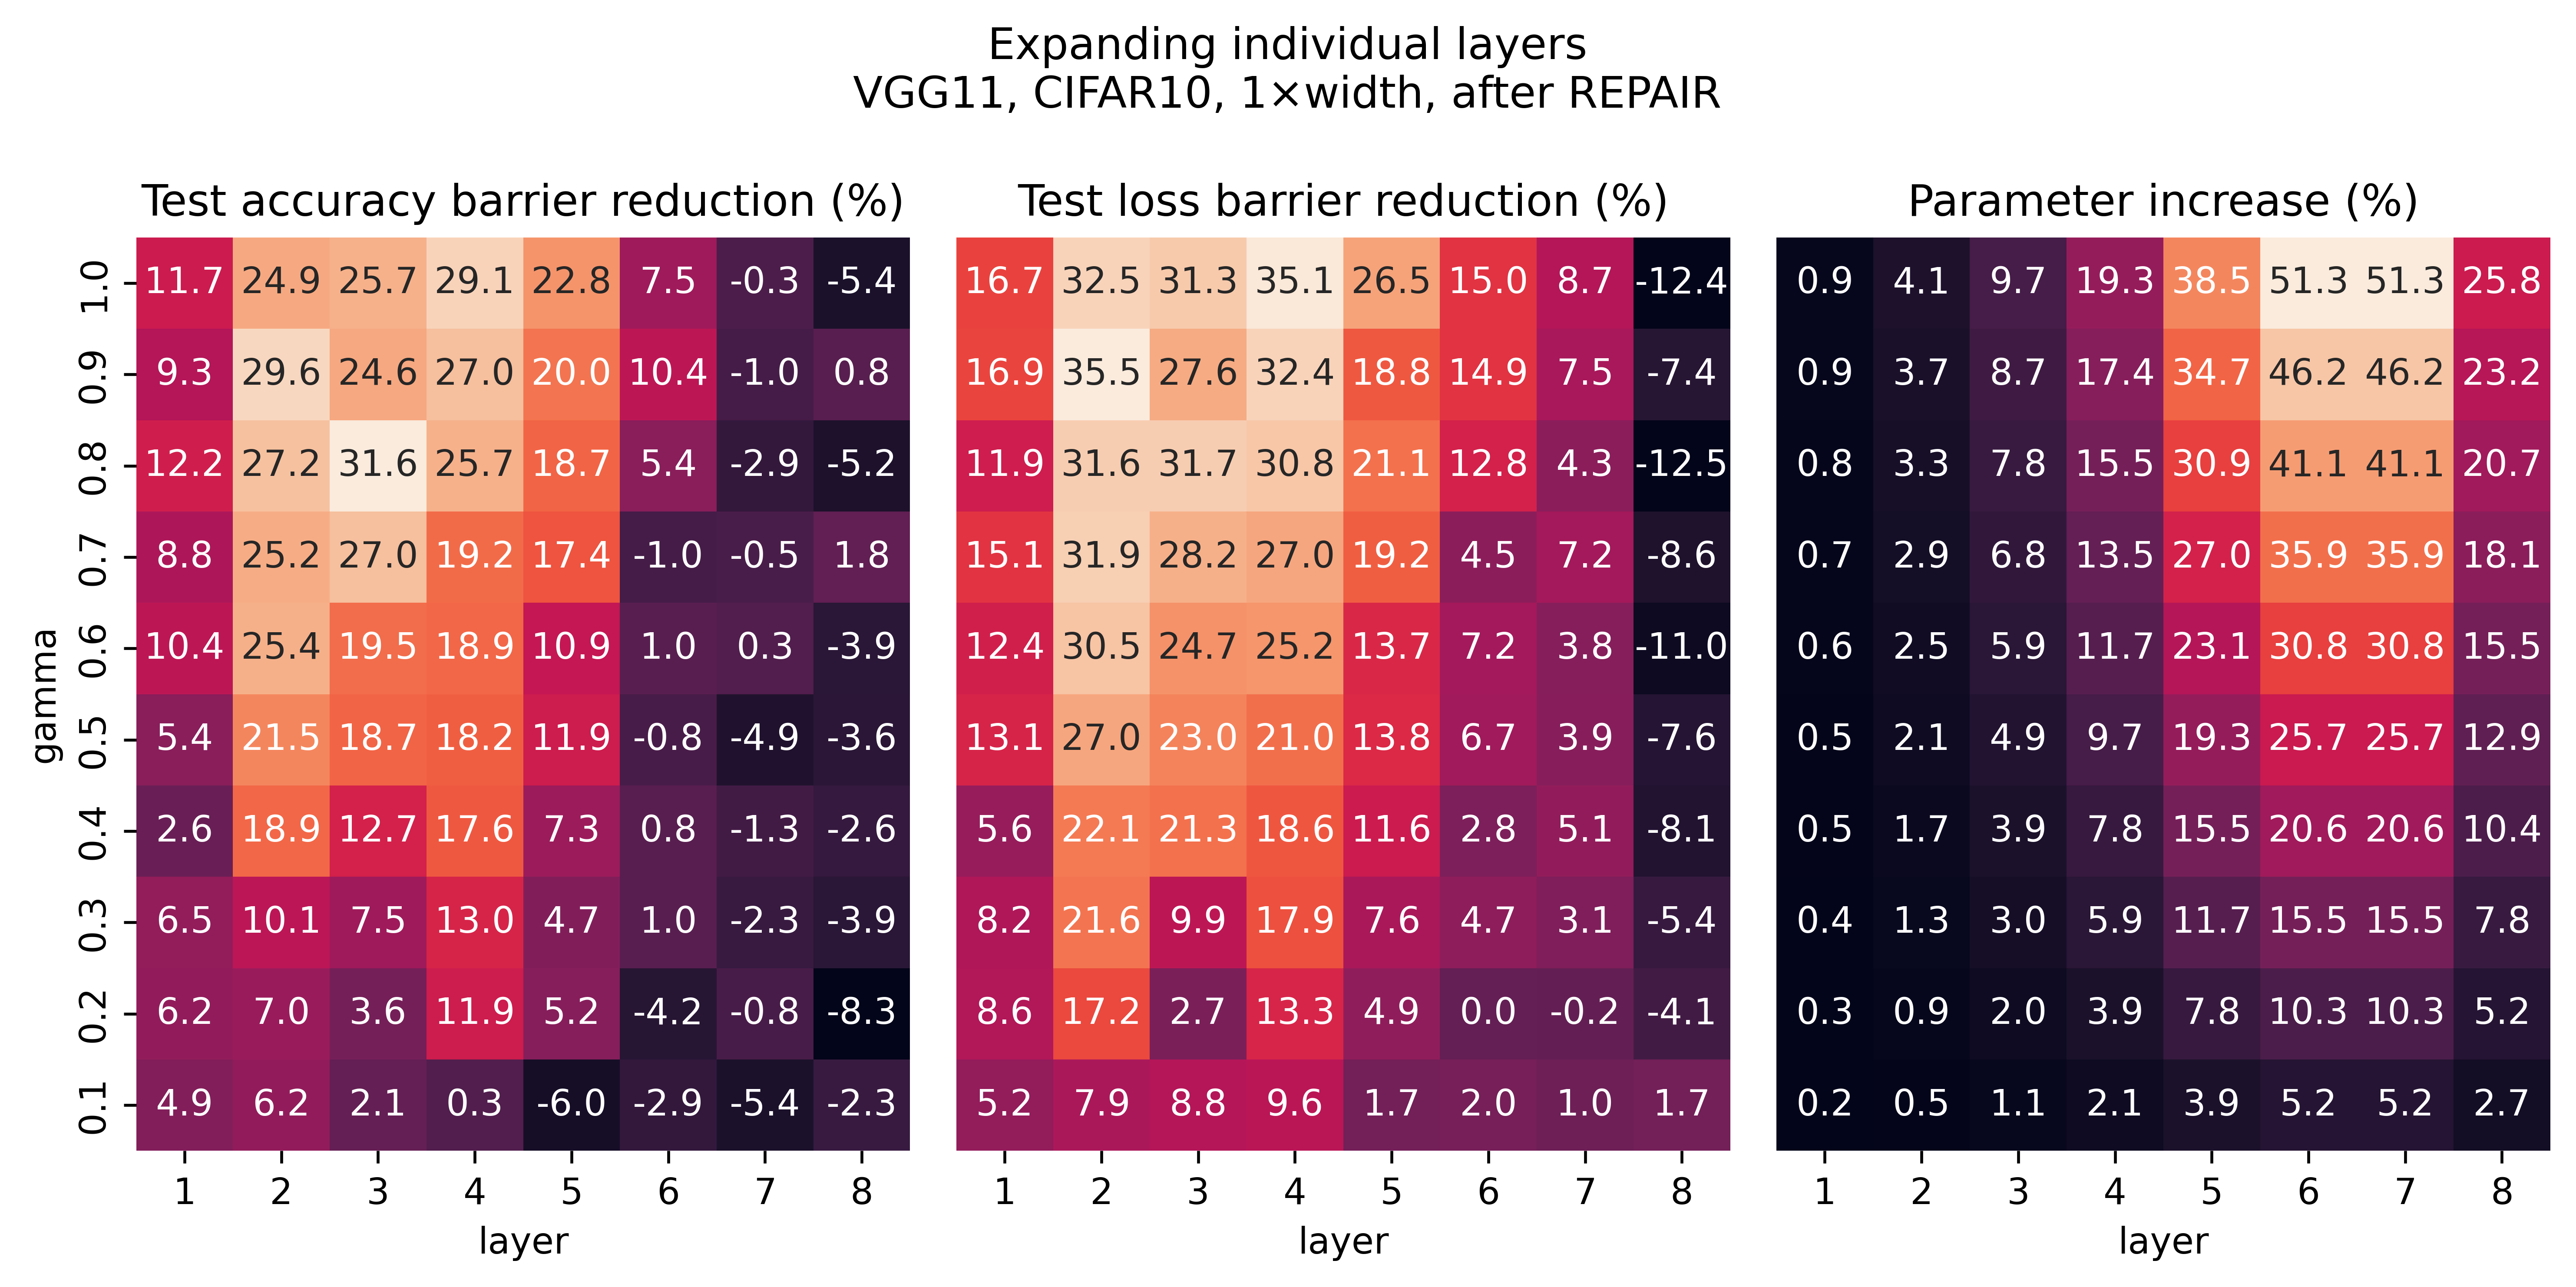 Expanding individual layers
VGG11, CIFAR10, 1×width, after REPAIR
Test accuracy barrier reduction (%)
Test loss barrier reduction (%)
Parameter increase (%)
gamma
1.0 11.7 24.9 25.7 29.1 22.8 7.5 -0.3 -5.4 16.7 32.5 31.3 35.1 26.5 15.0 8.7 -12.4 0.9 4.1 9.7 19.3 38.5 51.3 51.3 25.8
0.9 9.3 29.6 24.6 27.0 20.0 10.4 -1.0 0.8 16.9 35.5 27.6 32.4 18.8 14.9 7.5 -7.4 0.9 3.7 8.7 17.4 34.7 46.2 46.2 23.2
0.8 12.2 27.2 31.6 25.7 18.7 5.4 -2.9 -5.2 11.9 31.6 31.7 30.8 21.1 12.8 4.3 -12.5 0.8 3.3 7.8 15.5 30.9 41.1 41.1 20.7
0.7 8.8 25.2 27.0 19.2 17.4 -1.0 -0.5 1.8 15.1 31.9 28.2 27.0 19.2 4.5 7.2 -8.6 0.7 2.9 6.8 13.5 27.0 35.9 35.9 18.1
0.6 10.4 25.4 19.5 18.9 10.9 1.0 0.3 -3.9 12.4 30.5 24.7 25.2 13.7 7.2 3.8 -11.0 0.6 2.5 5.9 11.7 23.1 30.8 30.8 15.5
0.5 5.4 21.5 18.7 18.2 11.9 -0.8 -4.9 -3.6 13.1 27.0 23.0 21.0 13.8 6.7 3.9 -7.6 0.5 2.1 4.9 9.7 19.3 25.7 25.7 12.9
0.4 2.6 18.9 12.7 17.6 7.3 0.8 -1.3 -2.6 5.6 22.1 21.3 18.6 11.6 2.8 5.1 -8.1 0.5 1.7 3.9 7.8 15.5 20.6 20.6 10.4
0.3 6.5 10.1 7.5 13.0 4.7 1.0 -2.3 -3.9 8.2 21.6 9.9 17.9 7.6 4.7 3.1 -5.4 0.4 1.3 3.0 5.9 11.7 15.5 15.5 7.8
0.2 6.2 7.0 3.6 11.9 5.2 -4.2 -0.8 -8.3 8.6 17.2 2.7 13.3 4.9 0.0 -0.2 -4.1 0.3 0.9 2.0 3.9 7.8 10.3 10.3 5.2
0.1 4.9 6.2 2.1 0.3 -6.0 -2.9 -5.4 -2.3 5.2 7.9 8.8 9.6 1.7 2.0 1.0 1.7 0.2 0.5 1.1 2.1 3.9 5.2 5.2 2.7
1 2 3 4 5 6 7 8 1 2 3 4 5 6 7 8 1 2 3 4 5 6 7 8
layer layer layer